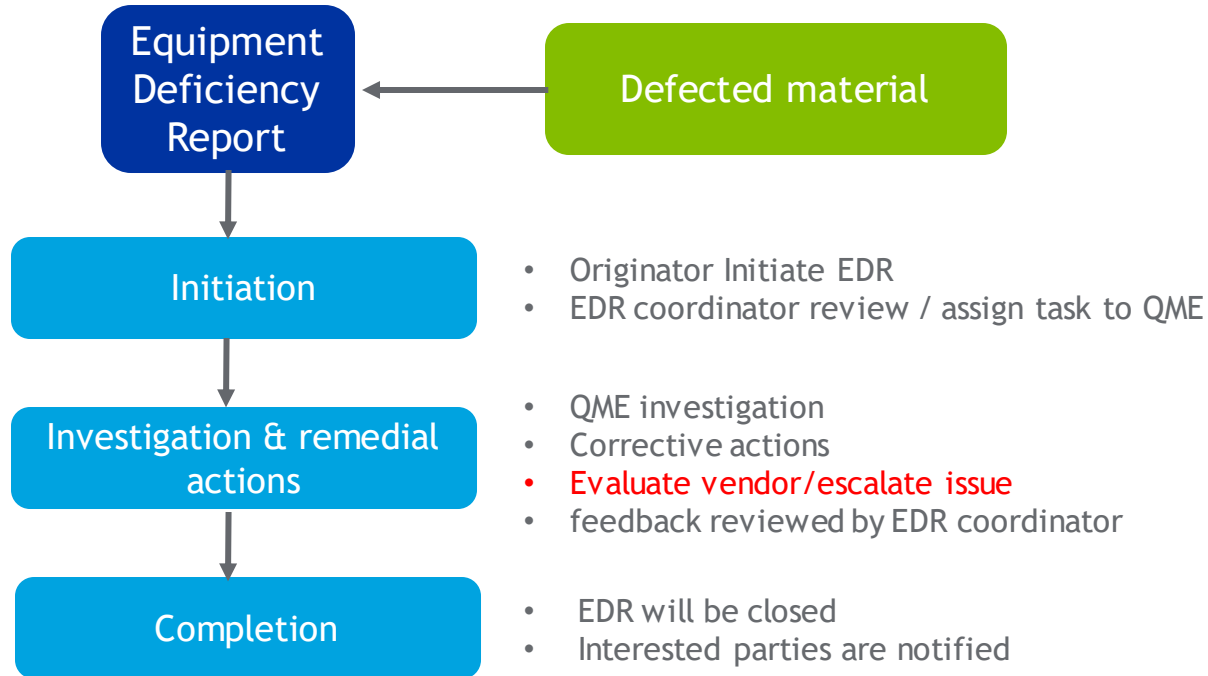 Equipment
Deficiency
Report
Defected material
Initiation
• Originator Initiate EDR
• EDR coordinator review / assign task to QME
Investigation & remedial
actions
• QME investigation
• Corrective actions
• Evaluate vendor/escalate issue
• feedback reviewed by EDR coordinator
Completion
• EDR will be closed
• Interested parties are notified